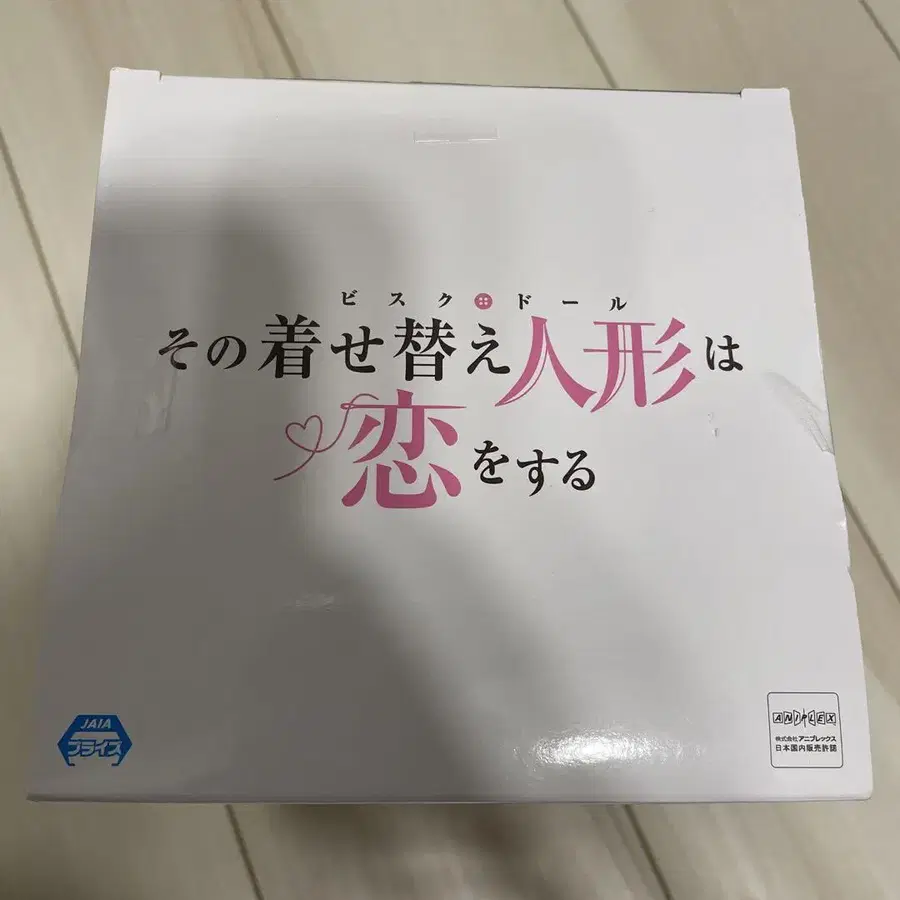 ビスク・ドール
その着せ替え人形は
恋をする
JAIA
プライズ
ANIPLEX
株式会社アニプレックス
日本国内販売許諾